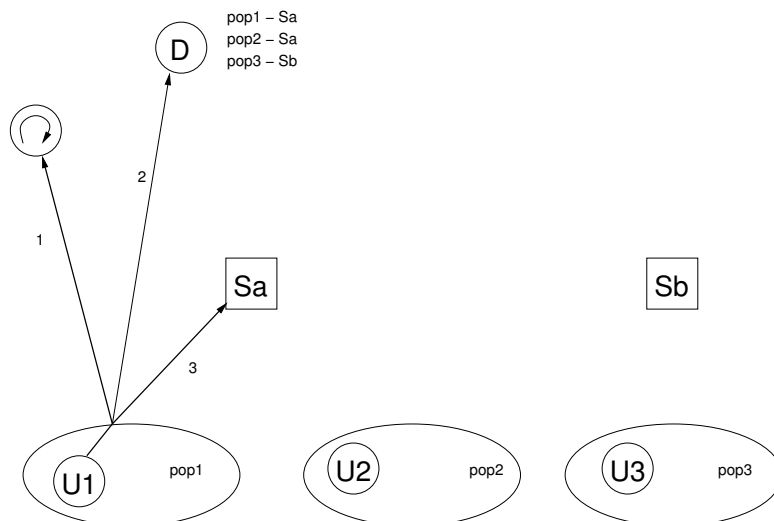 D
pop1 – Sa
pop2 – Sa
pop3 – Sb
2
1
Sa
Sb
3
U1
pop1
U2
pop2
U3
pop3